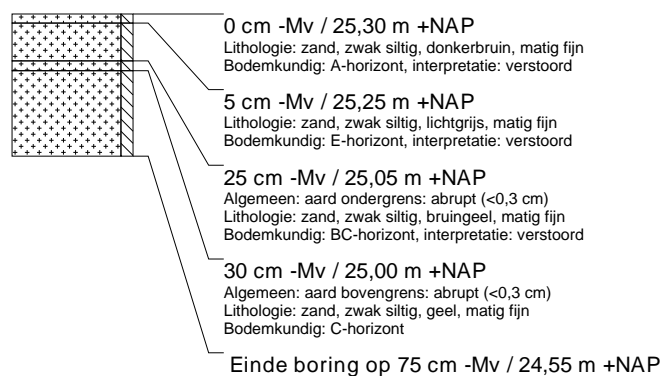 0 cm -Mv / 25,30 m +NAP
Lithologie: zand, zwak siltig, donkerbruin, matig fijn
Bodemkundig: A-horizont, interpretatie: verstoord
5 cm -Mv / 25,25 m +NAP
Lithologie: zand, zwak siltig, lichtgrijs, matig fijn
Bodemkundig: E-horizont, interpretatie: verstoord
25 cm -Mv / 25,05 m +NAP
Algemeen: aard ondergrens: abrupt (<0,3 cm)
Lithologie: zand, zwak siltig, bruingeel, matig fijn
Bodemkundig: BC-horizont, interpretatie: verstoord
30 cm -Mv / 25,00 m +NAP
Algemeen: aard bovengrens: abrupt (<0,3 cm)
Lithologie: zand, zwak siltig, geel, matig fijn
Bodemkundig: C-horizont
Einde boring op 75 cm -Mv / 24,55 m +NAP